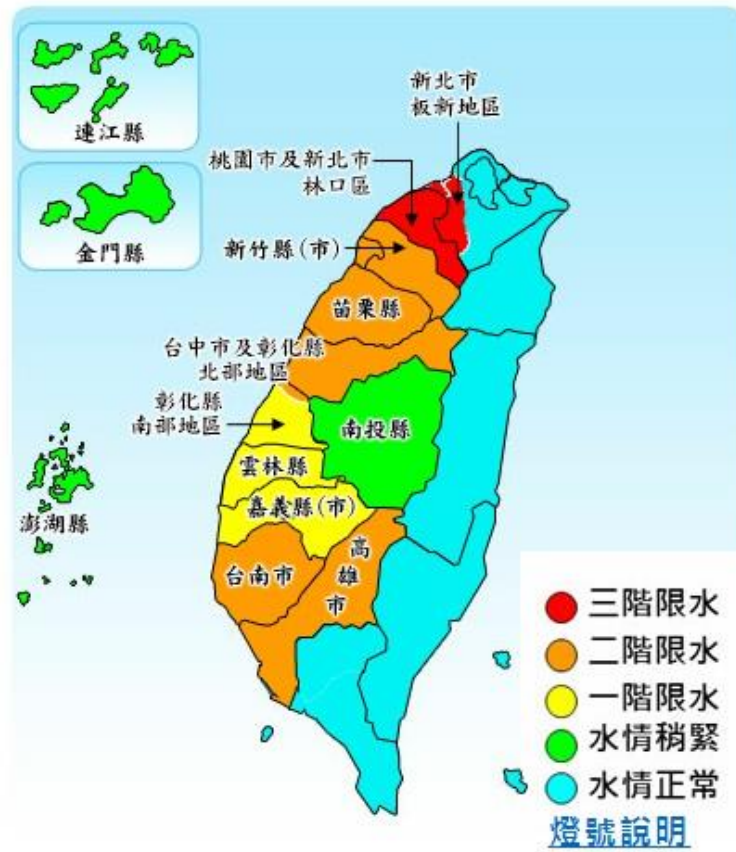 連江縣
金門縣
新北市
板新地區
桃園市及新北市
林口區
新竹縣(市)
苗栗縣
台中市及彰化縣
北部地區
彰化縣
南部地區
南投縣
雲林縣
嘉義縣(市)
澎湖縣
台南市
高雄市
三階限水
二階限水
一階限水
水情稍緊
水情正常
燈號說明